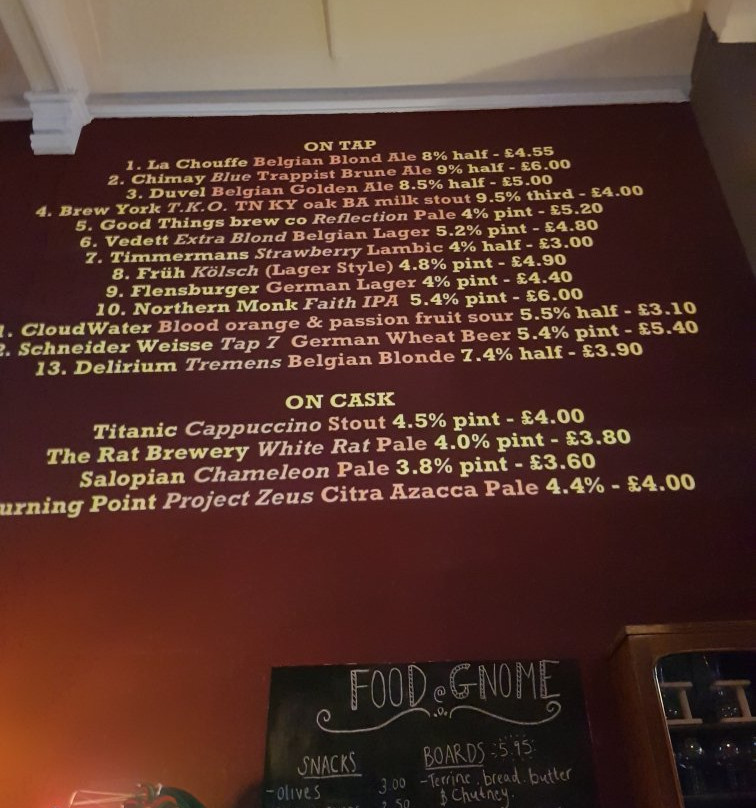 ON TAP
1. La Chouffe Belgian Blond Ale 8% half - £4.55
2. Chimay Blue Trappist Brune Ale 9% half - £6.00
3. Duvel Belgian Golden Ale 8.5% half - £5.00
4. Brew York T.K.O. TN KY oak BA milk stout 9.5% third - £4.00
5. Good Things brew co Reflection Pale 4% pint - £5.20
6. Vedett Extra Blond Belgian Lager 5.2% pint - £4.80
7. Timmermans Strawberry Lambic 4% half - £3.00
8. Früh Kölsch (Lager Style) 4.8% pint - £4.90
9. Flensburger German Lager 4% pint - £4.40
10. Northern Monk Faith IPA 5.4% pint - £6.00
1. CloudWater Blood orange & passion fruit sour 5.5% half - £3.10
2. Schneider Weisse Tap 7 German Wheat Beer 5.4% pint - £5.40
13. Delirium Tremens Belgian Blonde 7.4% half - £3.90
ON CASK
Titanic Cappuccino Stout 4.5% pint - £4.00
The Rat Brewery White Rat Pale 4.0% pint - £3.80
Salopian Chameleon Pale 3.8% pint - £3.60
urning Point Project Zeus Citra Azacca Pale 4.4% - £4.00
FOOD @ GNOME
SNACKS
- OLIVES 3.00
2.50
BOARDS - 5.95
- Terrine, bread, butter
& Chutney.